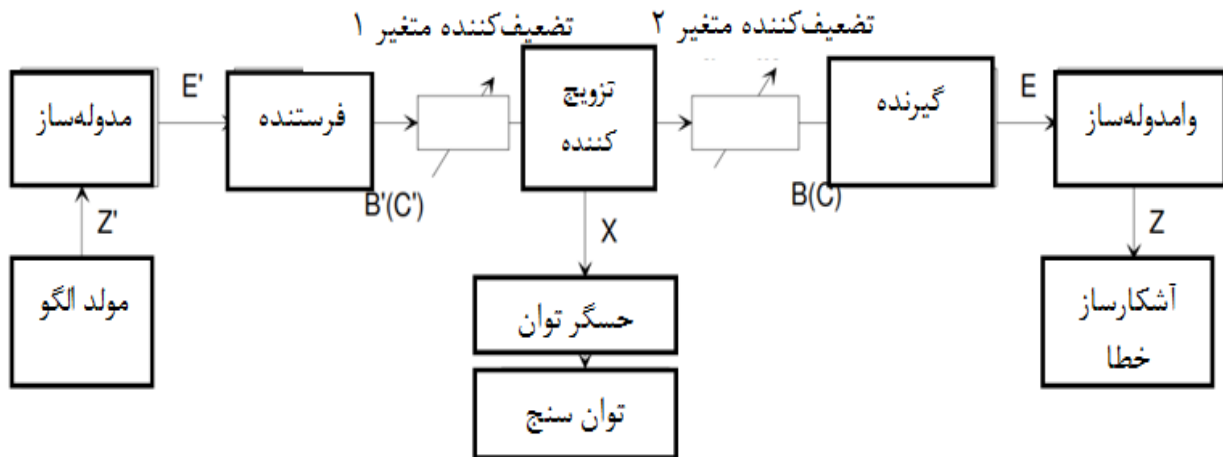 تضعیف‌کننده متغیر ۱
تضعیف‌کننده متغیر ۲
مدوله‌ساز
E'
فرستنده
B'(C')
تزویج
کننده
B(C)
گیرنده
E
وامدوله‌ساز
Z'
X
Z
مولد الگو
حسگر توان
توان سنج
آشکارساز
خطا